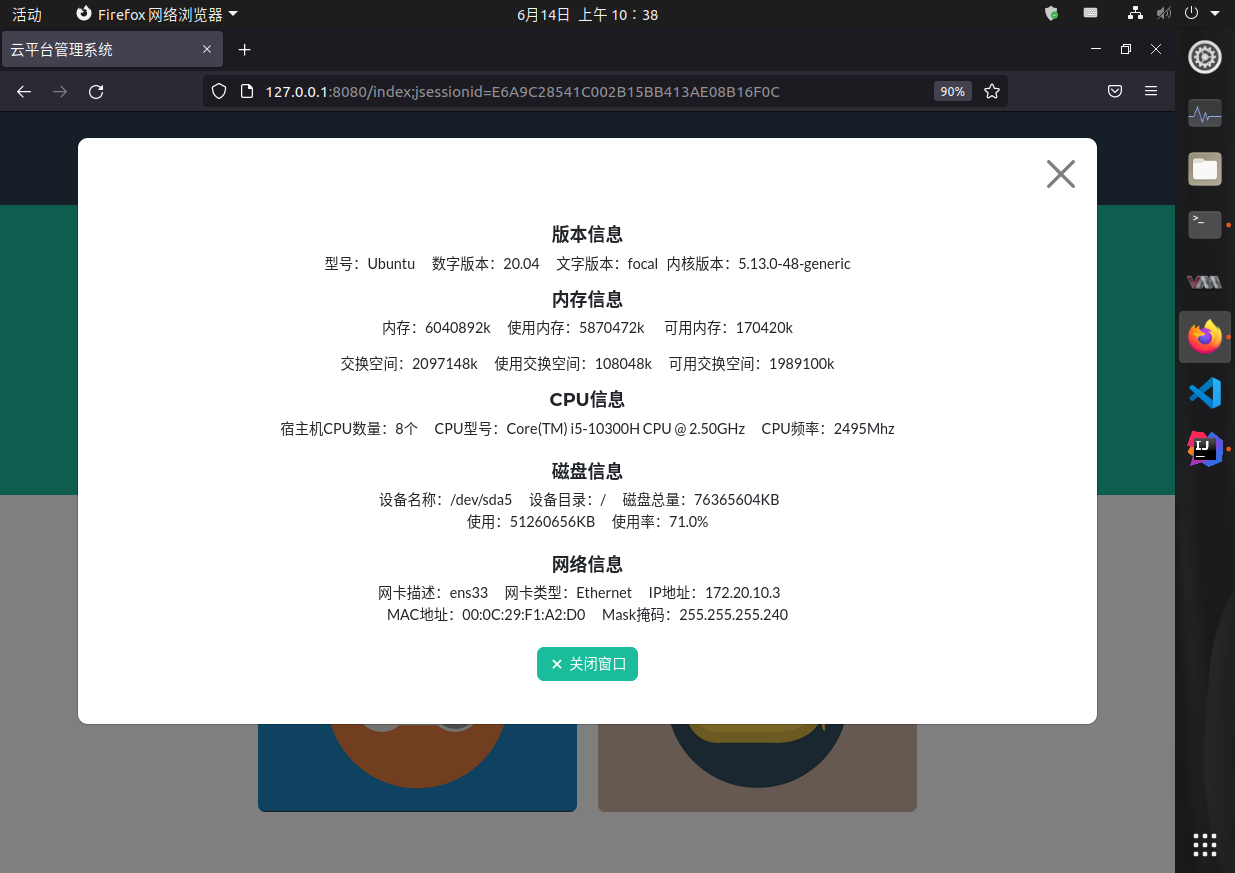 活动 Firefox 网络浏览器 6月14日 上午 10：38
云平台管理系统
127.0.0.1:8080/index;jsessionid=E6A9C28541C002B15BB413AE08B16F0C 90%
版本信息
型号：Ubuntu 数字版本：20.04 文字版本：focal 内核版本：5.13.0-48-generic
内存信息
内存：6040892k 使用内存：5870472k 可用内存：170420k
交换空间：2097148k 使用交换空间：108048k 可用交换空间：1989100k
CPU信息
宿主机CPU数量：8个 CPU型号：Core(TM) i5-10300H CPU @ 2.50GHz CPU频率：2495Mhz
磁盘信息
设备名称：/dev/sda5 设备目录：/ 磁盘总量：76365604KB
使用：51260656KB 使用率：71.0%
网络信息
网卡描述：ens33 网卡类型：Ethernet IP地址：172.20.10.3
MAC地址：00:0C:29:F1:A2:D0 Mask掩码：255.255.255.240
关闭窗口
IJ